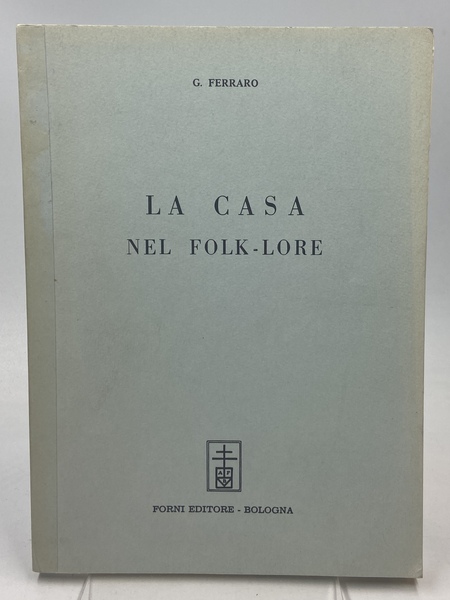 G. FERRARO
LA CASA
NEL FOLK-LORE
A F
FORNI EDITORE - BOLOGNA